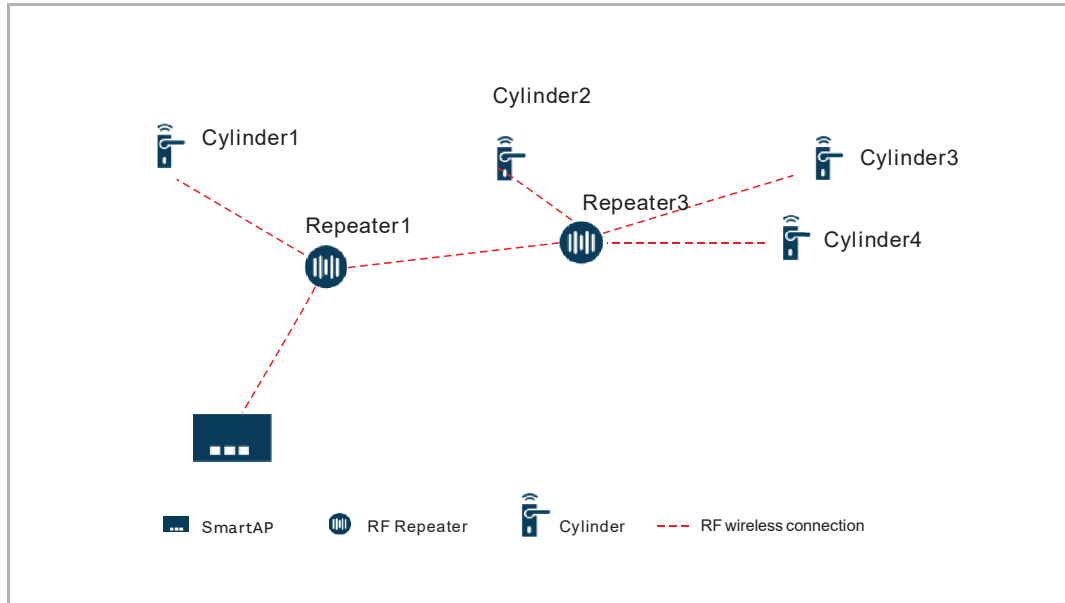 Cylinder2
Cylinder1
Cylinder3
Repeater3
Repeater1
Cylinder4
SmartAP
RF Repeater
Cylinder
RF wireless connection